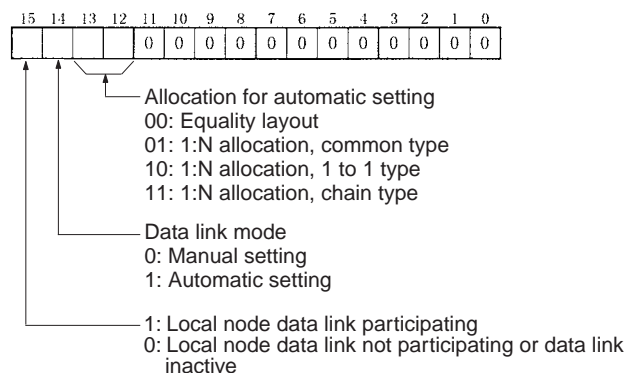 15 14 13 12 11 10 9 8 7 6 5 4 3 2 1 0
0 0 0 0 0 0 0 0 0 0 0 0
Allocation for automatic setting
00: Equality layout
01: 1:N allocation, common type
10: 1:N allocation, 1 to 1 type
11: 1:N allocation, chain type
Data link mode
0: Manual setting
1: Automatic setting
1: Local node data link participating
0: Local node data link not participating or data link
inactive